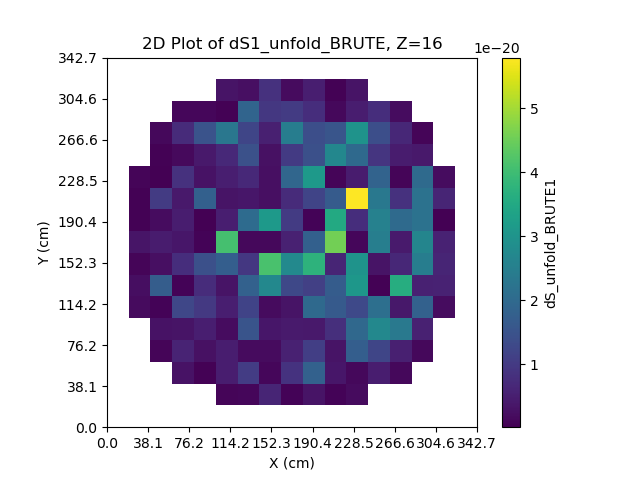 2D Plot of dS1_unfold_BRUTE, Z=16
1e−20
342.7
304.6
266.6
228.5
190.4
152.3
114.2
76.2
38.1
0.0
Y (cm)
0.0 38.1 76.2 114.2 152.3 190.4 228.5 266.6 304.6 342.7
X (cm)
5
4
3
2
1
dS_unfold_BRUTE1